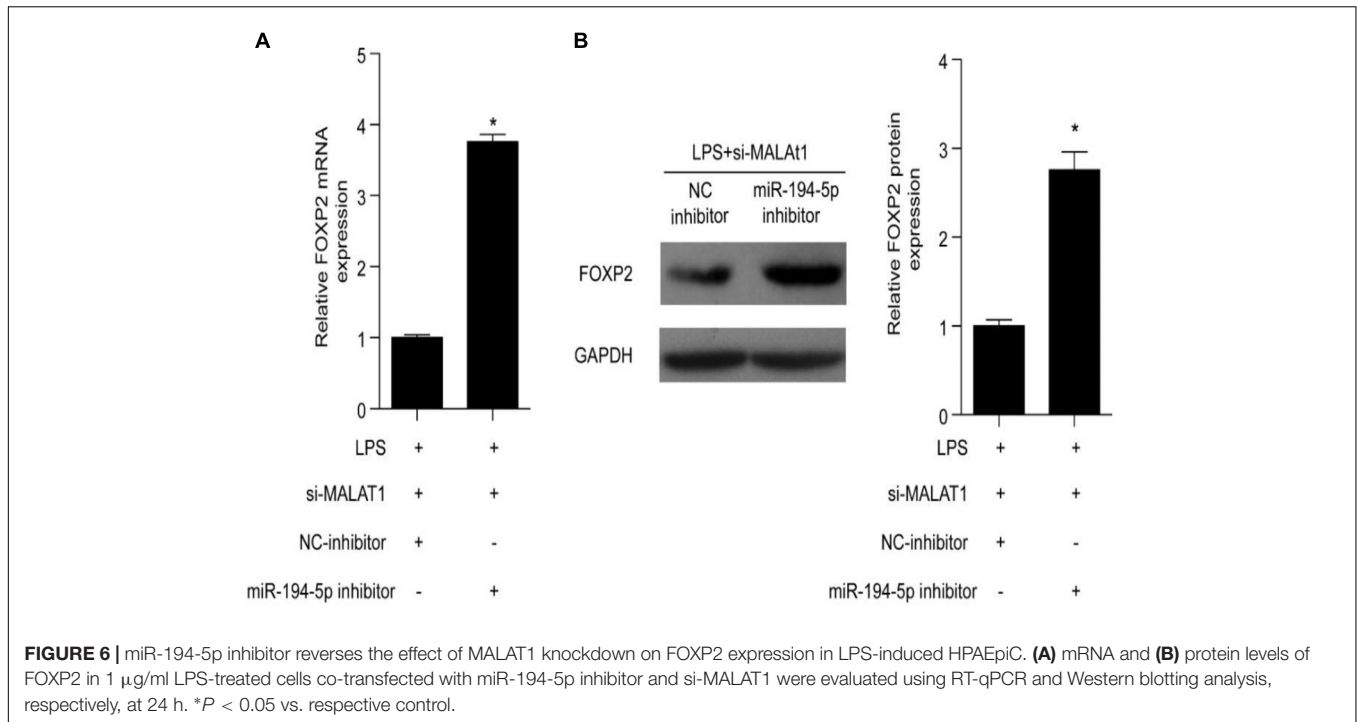 A
Relative FOXP2 mRNA
expression
5
4
3
2
1
0
*
LPS + +
si-MALAT1 + +
NC-inhibitor + -
miR-194-5p inhibitor - +
B
LPS+si-MALAt1
NC
inhibitor
miR-194-5p
inhibitor
FOXP2
GAPDH
Relative FOXP2 protein
expression
4
3
2
1
0
*
LPS + +
si-MALAT1 + +
NC-inhibitor + -
miR-194-5p inhibitor - +
FIGURE 6 | miR-194-5p inhibitor reverses the effect of MALAT1 knockdown on FOXP2 expression in LPS-induced HPAEpiC. (A) mRNA and (B) protein levels of
FOXP2 in 1 μg/ml LPS-treated cells co-transfected with miR-194-5p inhibitor and si-MALAT1 were evaluated using RT-qPCR and Western blotting analysis,
respectively, at 24 h. *P < 0.05 vs. respective control.